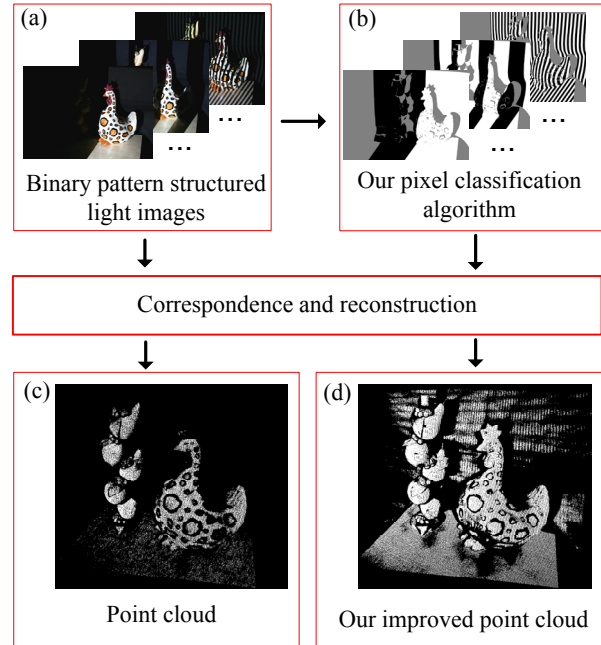 (a)
(b)
...
...
...
...
Binary pattern structured
light images
Our pixel classification
algorithm
Correspondence and reconstruction
(c)
(d)
Point cloud
Our improved point cloud